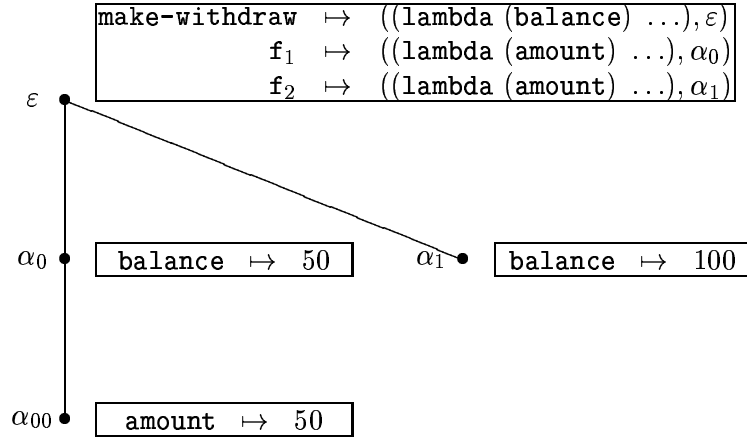 make-withdraw ↦ ((lambda (balance) ...), ε)
f₁ ↦ ((lambda (amount) ...), α₀)
f₂ ↦ ((lambda (amount) ...), α₁)
ε
α₀ balance ↦ 50 α₁ balance ↦ 100
α₀₀ amount ↦ 50